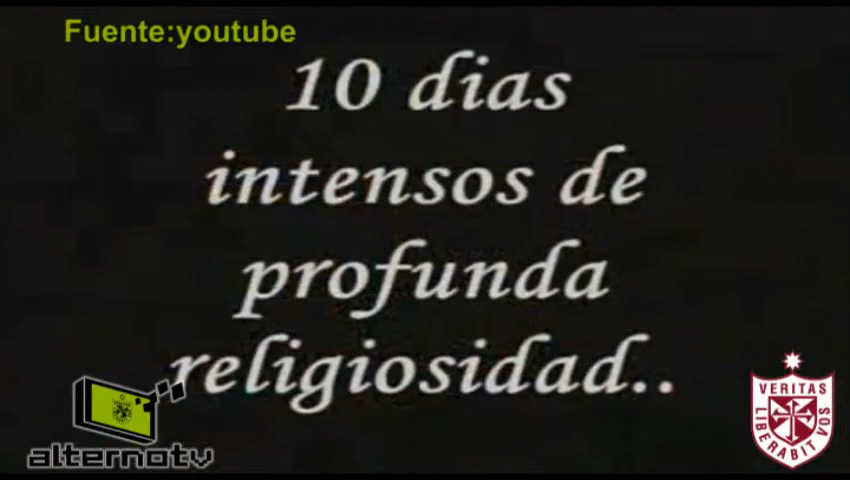 Fuente:youtube
10 dias
intensos de
profunda
religiosidad..
alternotv
VERITAS
LIBERABIT VOS